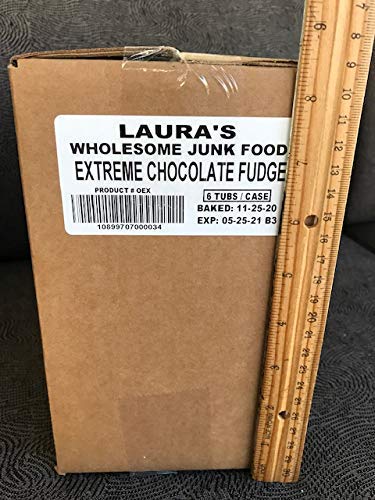 LAURA'S
WHOLESOME JUNK FOOD
EXTREME CHOCOLATE FUDGE
PRODUCT # OEX
6 TUBS / CASE
BAKED: 11-25-20
EXP: 05-25-21 B3
10899707000034